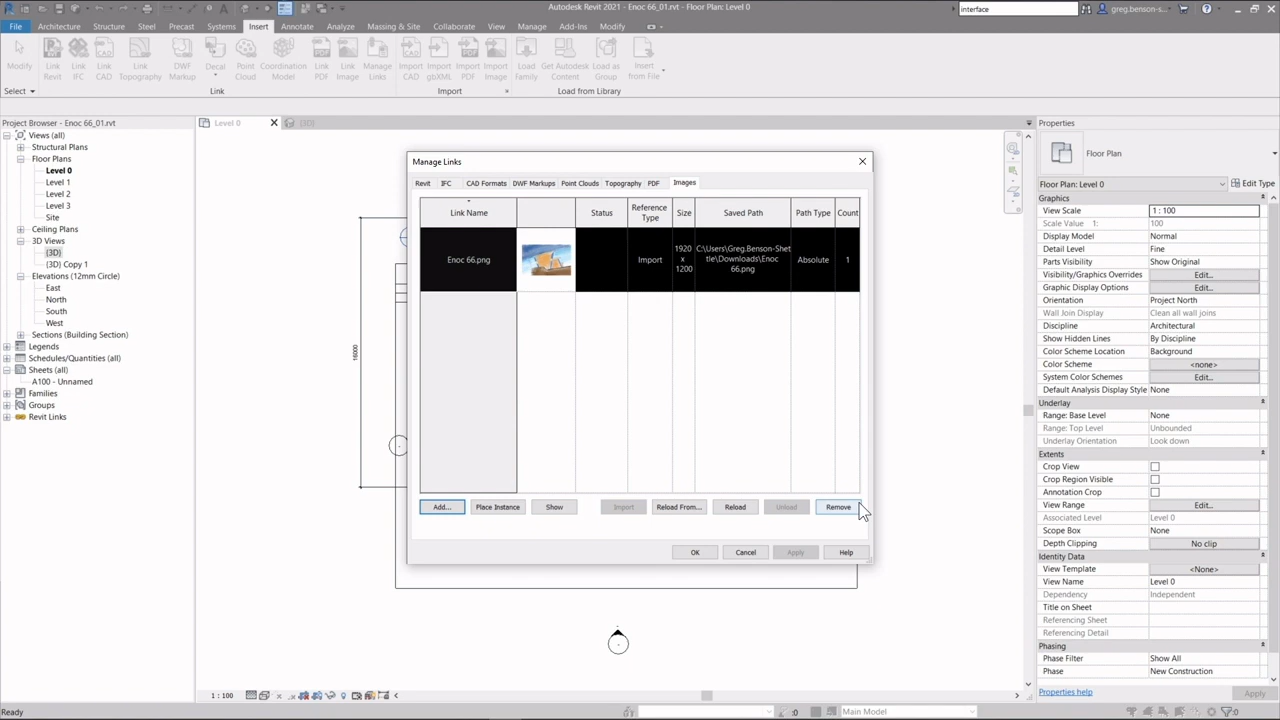 Autodesk Revit 2021 - Enoc 66_01.rvt - Floor Plan: Level 0
interface
greg.benson-s...
File Architecture Structure Steel Precast Systems Insert Annotate Analyze Massing & Site Collaborate View Manage Add-Ins Modify
Modify
Link Revit
Link IFC
Link CAD
Link Topography
DWF Markup
Decal
Point Cloud
Coordination Model
Link PDF
Link Image
Manage Links
Import CAD
Import gbXML
Import PDF
Import Image
Load Family
Get Autodesk Content
Load as Group
Insert from File
Select
Link
Import
Load from Library
Project Browser - Enoc 66_01.rvt
Views (all)
Structural Plans
Floor Plans
Level 0
Level 1
Level 2
Level 3
Site
Ceiling Plans
3D Views
{3D}
{3D} Copy 1
Elevations (12mm Circle)
East
North
South
West
Sections (Building Section)
Legends
Schedules/Quantities (all)
Sheets (all)
A100 - Unnamed
Families
Groups
Revit Links
Level 0
{3D}
16000
Manage Links
Revit IFC CAD Formats DWF Markups Point Clouds Topography PDF Images
Link Name Status Reference Type Size Saved Path Path Type Count
Enoc 66.png Import 1920 x 1200 C:\Users\Greg.Benson-Shettle\Downloads\Enoc 66.png Absolute 1
Add... Place Instance Show Import Reload From... Reload Unload Remove
OK Cancel Apply Help
Properties
Floor Plan
Floor Plan: Level 0 Edit Type
Graphics
View Scale 1 : 100
Scale Value 1: 100
Display Model Normal
Detail Level Fine
Parts Visibility Show Original
Visibility/Graphics Overrides Edit...
Graphic Display Options Edit...
Orientation Project North
Wall Join Display Clean all wall joins
Discipline Architectural
Show Hidden Lines By Discipline
Color Scheme Location Background
Color Scheme <none>
System Color Schemes Edit...
Default Analysis Display Style None
Underlay
Range: Base Level None
Range: Top Level Unbounded
Underlay Orientation Look down
Extents
Crop View
Crop Region Visible
Annotation Crop
View Range Edit...
Associated Level Level 0
Scope Box None
Depth Clipping No clip
Identity Data
View Template <None>
View Name Level 0
Dependency Independent
Title on Sheet
Referencing Sheet
Referencing Detail
Phasing
Phase Filter Show All
Phase New Construction
Properties help Apply
1 : 100
Ready
:0
Main Model
:0